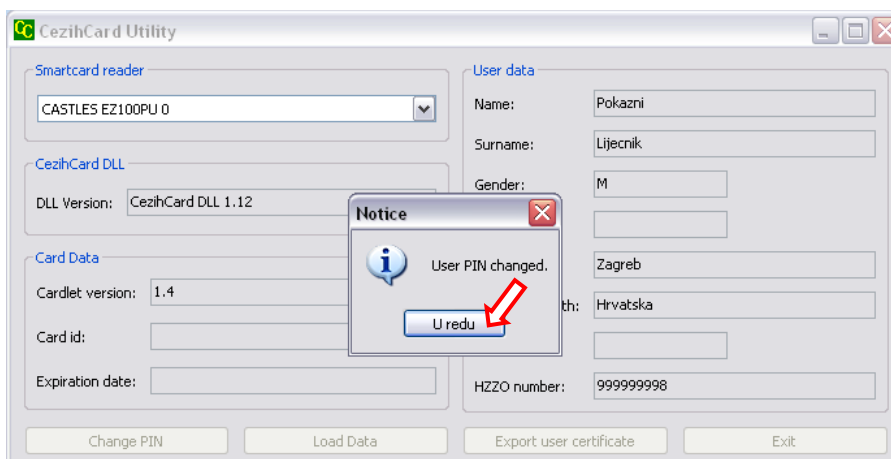 CezihCard Utility
Smartcard reader
CASTLES EZ100PU 0
CezihCard DLL
DLL Version: CezihCard DLL 1.12
Card Data
Cardlet version: 1.4
Card id:
Expiration date:
User data
Name: Pokazni
Surname: Lijecnik
Gender: M
Zagreb
th: Hrvatska
HZZO number: 999999998
Notice
User PIN changed.
U redu
Change PIN
Load Data
Export user certificate
Exit